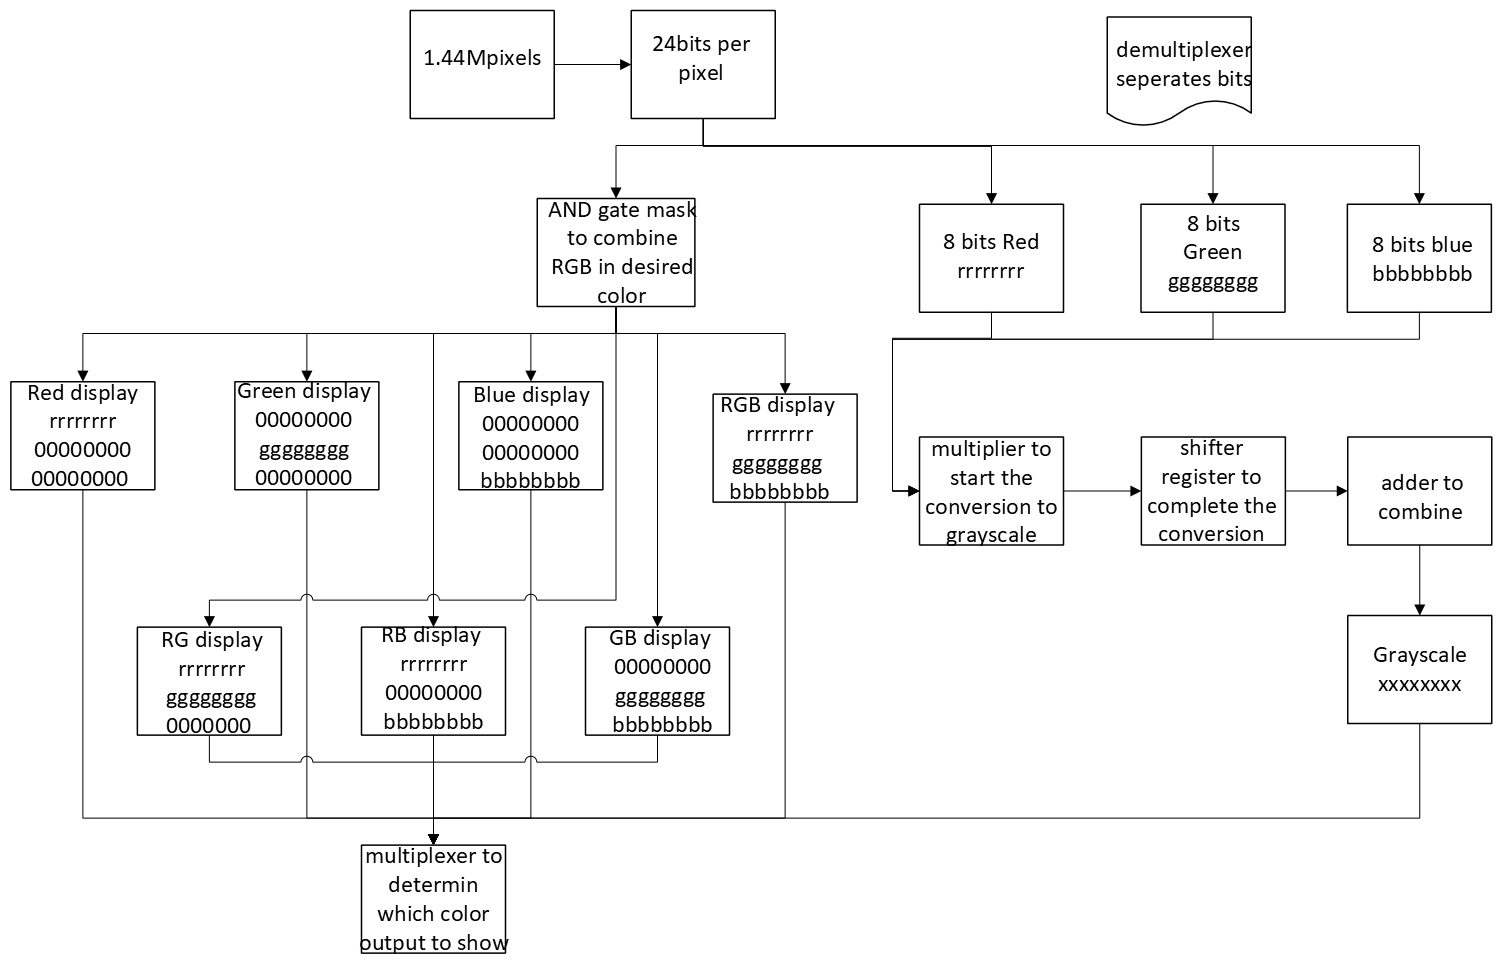 1.44Mpixels
24bits per
pixel
demultiplexer
seperates bits
AND gate mask
to combine
RGB in desired
color
8 bits Red
rrrrrrrr
8 bits
Green
gggggggg
8 bits blue
bbbbbbbb
Red display
rrrrrrrr
00000000
00000000
Green display
00000000
gggggggg
00000000
Blue display
00000000
00000000
bbbbbbbb
RGB display
rrrrrrrr
gggggggg
bbbbbbbb
multiplier to
start the
conversion to
grayscale
shifter
register to
complete the
conversion
adder to
combine
RG display
rrrrrrrr
gggggggg
0000000
RB display
rrrrrrrr
00000000
bbbbbbbb
GB display
00000000
gggggggg
bbbbbbbb
Grayscale
xxxxxxxx
multiplexer to
determin
which color
output to show